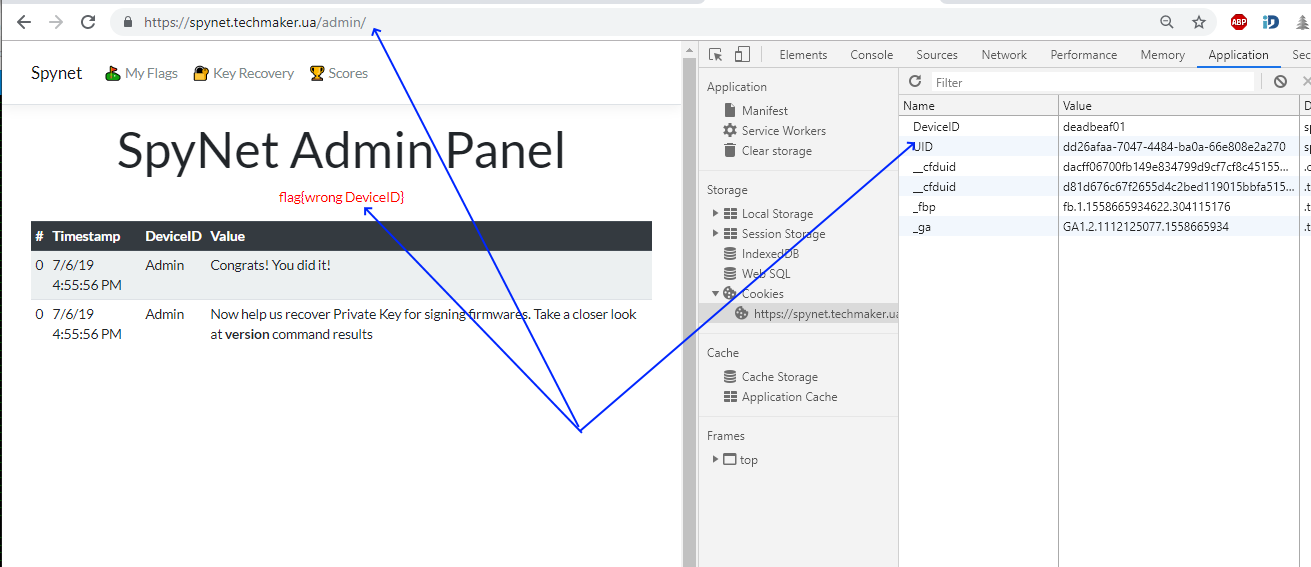 https://spynet.techmaker.ua/admin/
ABP
Spynet My Flags Key Recovery Scores
SpyNet Admin Panel
flag{wrong DeviceID}
# Timestamp DeviceID Value
0 7/6/19 4:55:56 PM Admin Congrats! You did it!
0 7/6/19 4:55:56 PM Admin Now help us recover Private Key for signing firmwares. Take a closer look
at version command results
Elements Console Sources Network Performance Memory Application Sec
Application
Manifest
Service Workers
Clear storage
Storage
Local Storage
Session Storage
IndexedDB
Web SQL
Cookies
https://spynet.techmaker.ua
Cache
Cache Storage
Application Cache
Frames
top
Filter
Name Value D
DeviceID deadbeaf01 s
UID dd26afaa-7047-4484-ba0a-66e808e2a270 s
__cfduid dacff06700fb149e834799d9cf7cf8c45155...
__cfduid d81d676c67f2655d4c2bed119015bbfa515... .t
_fbp fb.1.1558665934622.304115176 .t
_ga GA1.2.1112125077.1558665934 .t